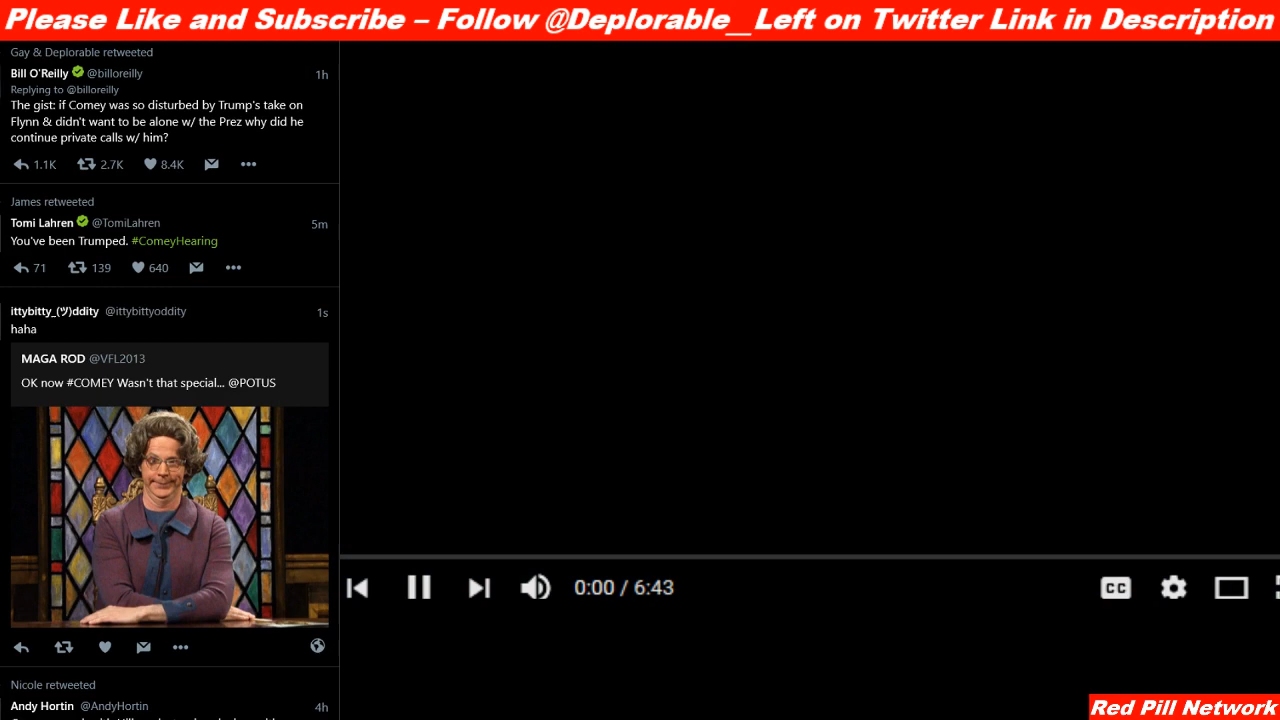 Please Like and Subscribe – Follow @Deplorable__Left on Twitter Link in Description
Gay & Deplorable retweeted
Bill O'Reilly @billoreilly 1h
Replying to @billoreilly
The gist: if Comey was so disturbed by Trump's take on
Flynn & didn't want to be alone w/ the Prez why did he
continue private calls w/ him?
1.1K 2.7K 8.4K
James retweeted
Tomi Lahren @TomiLahren 5m
You've been Trumped. #ComeyHearing
71 139 640
ittybitty_(ツ)ddity @ittybittyoddity 1s
haha
MAGA ROD @VFL2013
OK now #COMEY Wasn't that special... @POTUS
0:00 / 6:43
CC
Nicole retweeted
Andy Hortin @AndyHortin 4h
Red Pill Network